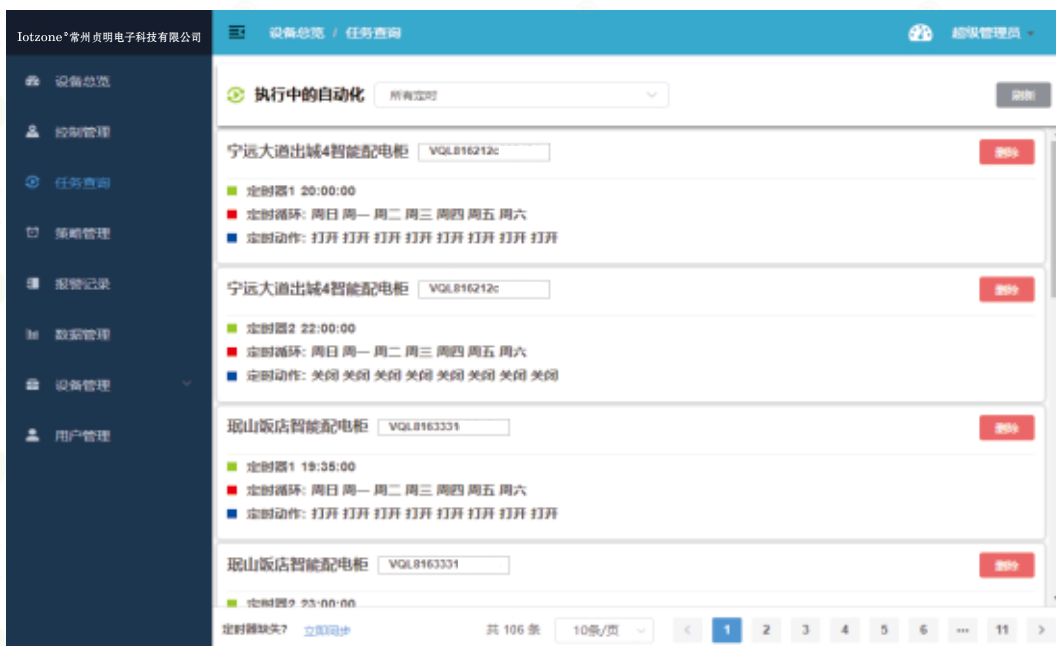 Iotzone®常州贞明电子科技有限公司
设备总览 / 任务查询
超级管理员
设备总览
控制管理
任务查询
策略管理
报警记录
数据管理
设备管理
用户管理
执行中的自动化
所有定时
刷新
宁远大道出城4智能配电柜 VQL816212c
删除
定时器1 20:00:00
定时循环: 周日 周一 周二 周三 周四 周五 周六
定时动作: 打开 打开 打开 打开 打开 打开 打开 打开
宁远大道出城4智能配电柜 VQL816212c
删除
定时器2 22:00:00
定时循环: 周日 周一 周二 周三 周四 周五 周六
定时动作: 关闭 关闭 关闭 关闭 关闭 关闭 关闭 关闭
珉山饭店智能配电柜 VQL8163331
删除
定时器1 19:35:00
定时循环: 周日 周一 周二 周三 周四 周五 周六
定时动作: 打开 打开 打开 打开 打开 打开 打开 打开
珉山饭店智能配电柜 VQL8163331
删除
定时器2 23:00:00
定时器缺失? 立即同步
共 106 条 10条/页 < 1 2 3 4 5 6 ··· 11 >